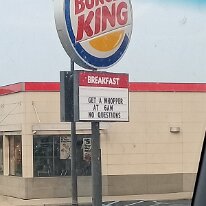 BURGER
KING
BREAKFAST
GET A WHOPPER
AT 6AM
NO QUESTIONS